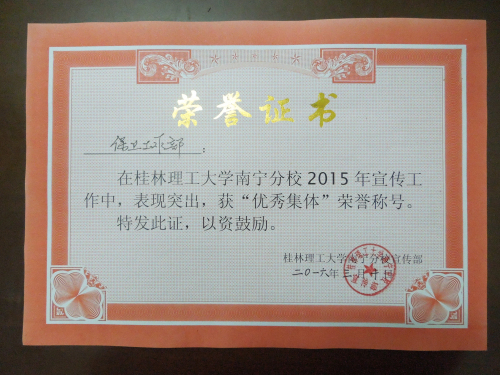 荣誉证书
保卫武装部：
在桂林理工大学南宁分校2015年宣传工
作中，表现突出，获“优秀集体”荣誉称号。
特发此证，以资鼓励。
桂林理工大学南宁分校宣传部
二〇一六年三月